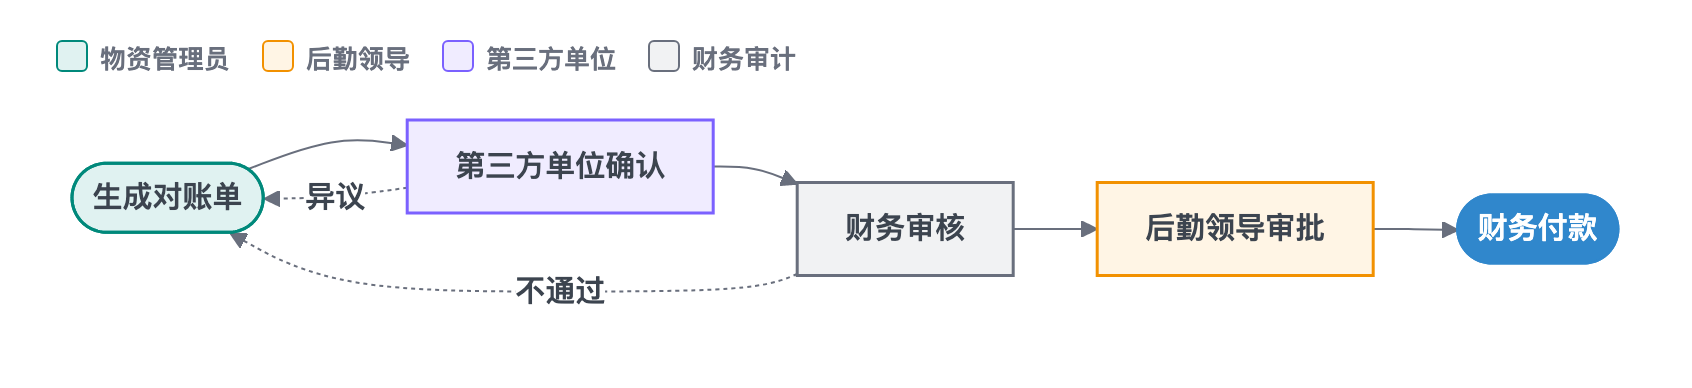 物资管理员
后勤领导
第三方单位
财务审计
生成对账单
异议
第三方单位确认
不通过
财务审核
后勤领导审批
财务付款